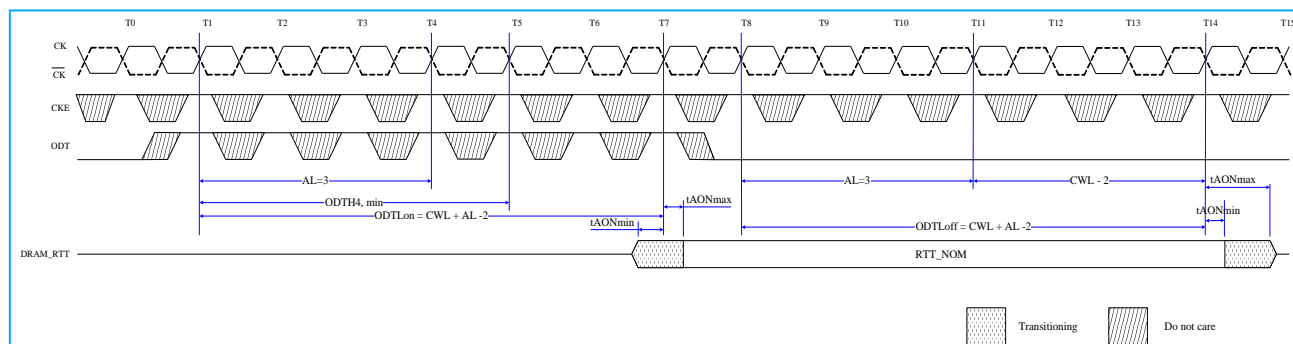 T0 T1 T2 T3 T4 T5 T6 T7 T8 T9 T10 T11 T12 T13 T14 T15
CK
CK
CKE
ODT
AL=3
AL=3
CWL - 2
tAONmax
ODTH4, min
tAONmax
ODTLon = CWL + AL -2
tAONmin
tAONmin
ODTLoff = CWL + AL -2
DRAM_RTT
RTT_NOM
Transitioning
Do not care